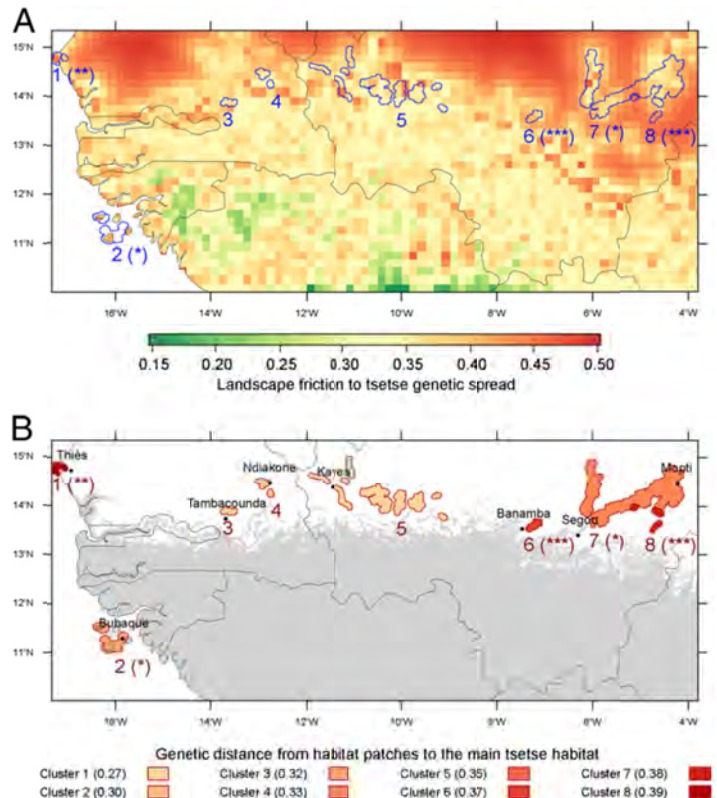 A
15°N
14°N
13°N
12°N
11°N
1 (**)
2 (*)
3
4
5
6 (***)
7 (*)
8 (***)
16°W 14°W 12°W 10°W 8°W 6°W 4°W
0.15 0.20 0.25 0.30 0.35 0.40 0.45 0.50
Landscape friction to tsetse genetic spread
B
15°N
14°N
13°N
12°N
11°N
Thiès
1 (**)
Ndiakone
4
Tambacounda
3
Kayes
5
Banamba
6 (***)
Segou
7 (*)
Mopti
8 (***)
Bubaque
2 (*)
16°W 14°W 12°W 10°W 8°W 6°W 4°W
Genetic distance from habitat patches to the main tsetse habitat
Cluster 1 (0.27) Cluster 3 (0.32) Cluster 5 (0.35) Cluster 7 (0.38)
Cluster 2 (0.30) Cluster 4 (0.33) Cluster 6 (0.37) Cluster 8 (0.39)